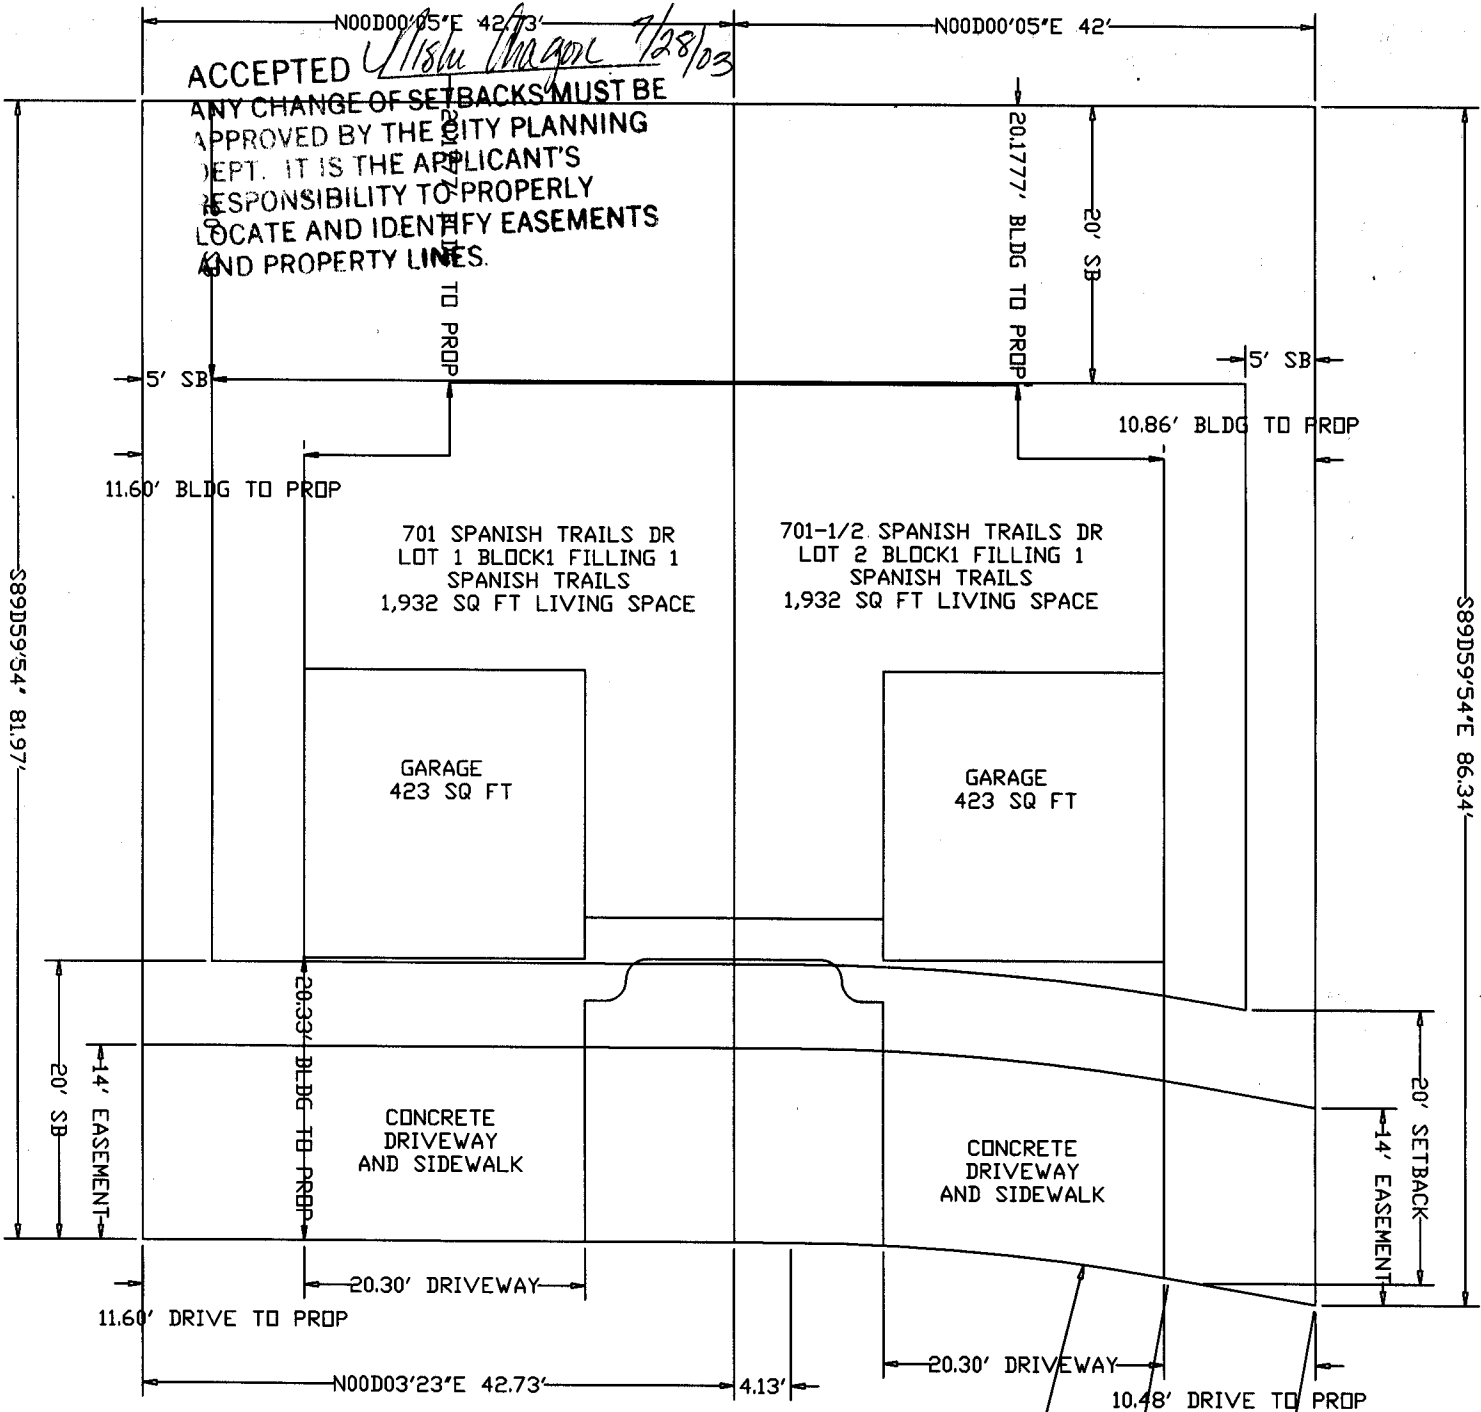 N00D00'05"E 42.73'
N00D00'05"E 42'
ACCEPTED 7/28/03
ANY CHANGE OF SETBACKS MUST BE
APPROVED BY THE CITY PLANNING
DEPT. IT IS THE APPLICANT'S
RESPONSIBILITY TO PROPERLY
LOCATE AND IDENTIFY EASEMENTS
AND PROPERTY LINES.
TO PROP
20' SB
20.1777' BLDG TO PROP
20' SB
5' SB
5' SB
10.86' BLDG TO PROP
11.60' BLDG TO PROP
701 SPANISH TRAILS DR
LOT 1 BLOCK1 FILLING 1
SPANISH TRAILS
1,932 SQ FT LIVING SPACE
701-1/2 SPANISH TRAILS DR
LOT 2 BLOCK1 FILLING 1
SPANISH TRAILS
1,932 SQ FT LIVING SPACE
S89D59'54" 81.97'
S89D59'54"E 86.34'
GARAGE
423 SQ FT
GARAGE
423 SQ FT
20.33' BLDG TO PROP
20' SB
14' EASEMENT
CONCRETE
DRIVEWAY
AND SIDEWALK
CONCRETE
DRIVEWAY
AND SIDEWALK
20' SETBACK
14' EASEMENT
20.30' DRIVEWAY
11.60' DRIVE TO PROP
20.30' DRIVEWAY
N00D03'23"E 42.73'
4.13'
10.48' DRIVE TO PROP